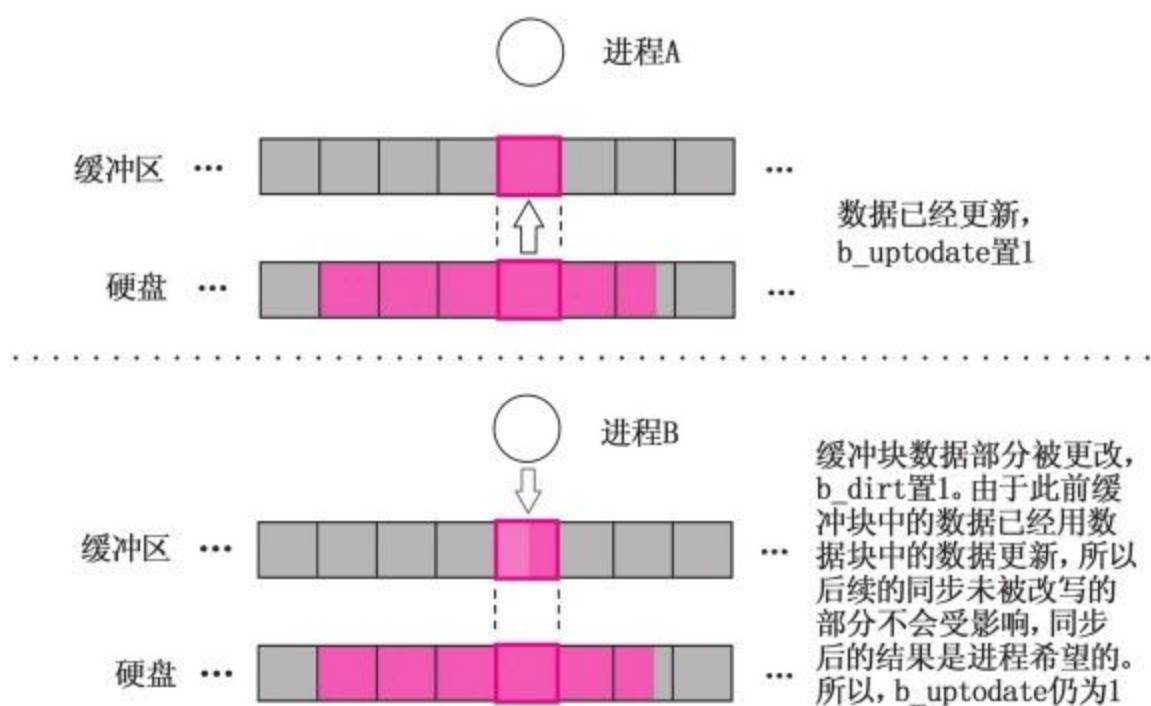 进程A
缓冲区 … …
数据已经更新，
b_uptodate置1
硬盘 … …
进程B
缓冲块数据部分被更改，
b_dirt置1。由于此前缓
冲块中的数据已经用数
据块中的数据更新，所以
后续的同步未被改写的
部分不会受影响，同步
后的结果是进程希望的。
所以，b_uptodate仍为1
缓冲区 … …
硬盘 … …